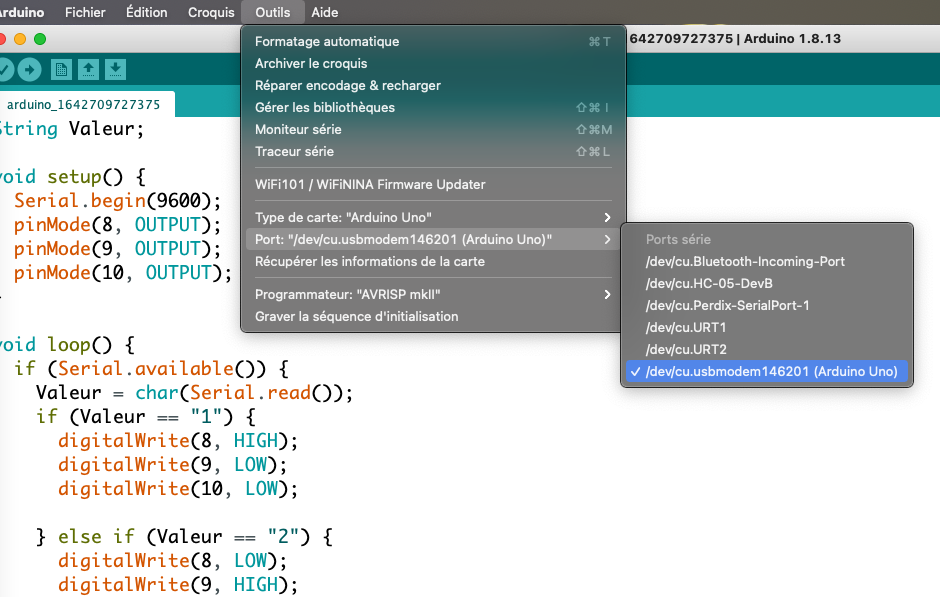 Arduino Fichier Édition Croquis Outils Aide
642709727375 | Arduino 1.8.13
arduino_1642709727375
Formatage automatique ⌘ T
Archiver le croquis
Réparer encodage & recharger
Gérer les bibliothèques ⇧⌘ I
Moniteur série ⇧⌘M
Traceur série ⇧⌘ L
WiFi101 / WiFiNINA Firmware Updater
Type de carte: "Arduino Uno"
Port: "/dev/cu.usbmodem146201 (Arduino Uno)"
Récupérer les informations de la carte
Programmateur: "AVRISP mkII"
Graver la séquence d'initialisation
Ports série
/dev/cu.Bluetooth-Incoming-Port
/dev/cu.HC-05-DevB
/dev/cu.Perdix-SerialPort-1
/dev/cu.URT1
/dev/cu.URT2
✓ /dev/cu.usbmodem146201 (Arduino Uno)
String Valeur;
void setup() {
Serial.begin(9600);
pinMode(8, OUTPUT);
pinMode(9, OUTPUT);
pinMode(10, OUTPUT);
void loop() {
if (Serial.available()) {
Valeur = char(Serial.read());
if (Valeur == "1") {
digitalWrite(8, HIGH);
digitalWrite(9, LOW);
digitalWrite(10, LOW);
} else if (Valeur == "2") {
digitalWrite(8, LOW);
digitalWrite(9, HIGH);